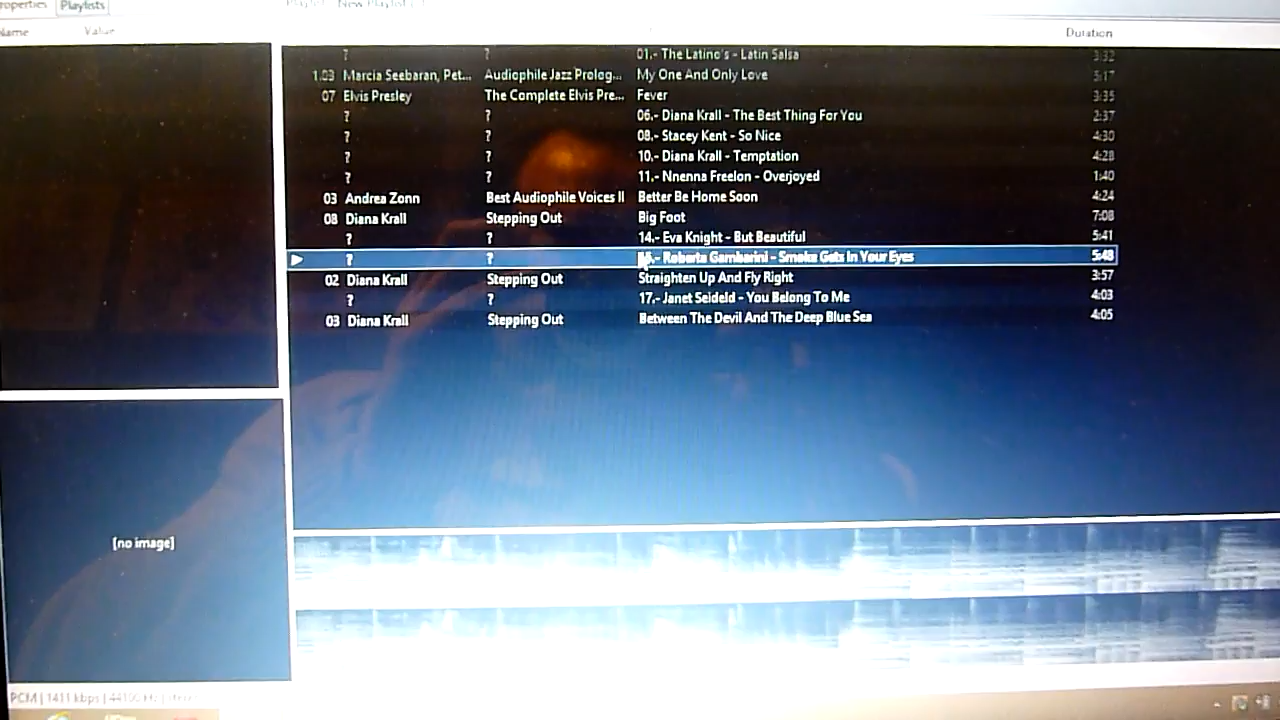 roperties Playlists
Playlist: New Playlist
Name Value
Duration
? ? 01.- The Latino's - Latin Salsa 3:32
1.03 Marcia Seebaran, Pet... Audiophile Jazz Prolog... My One And Only Love 5:17
07 Elvis Presley The Complete Elvis Pre... Fever 3:35
? ? 06.- Diana Krall - The Best Thing For You 2:37
? ? 08.- Stacey Kent - So Nice 4:30
? ? 10.- Diana Krall - Temptation 4:28
? ? 11.- Nnenna Freelon - Overjoyed 1:40
03 Andrea Zonn Best Audiophile Voices II Better Be Home Soon 4:24
08 Diana Krall Stepping Out Big Foot 7:08
? ? 14.- Eva Knight - But Beautiful 5:41
? ? - Roberta Gambarini - Smoke Gets In Your Eyes 5:48
02 Diana Krall Stepping Out Straighten Up And Fly Right 3:57
? ? 17.- Janet Seideld - You Belong To Me 4:03
03 Diana Krall Stepping Out Between The Devil And The Deep Blue Sea 4:05
[no image]
PCM | 1411 kbps | 44100 Hz |